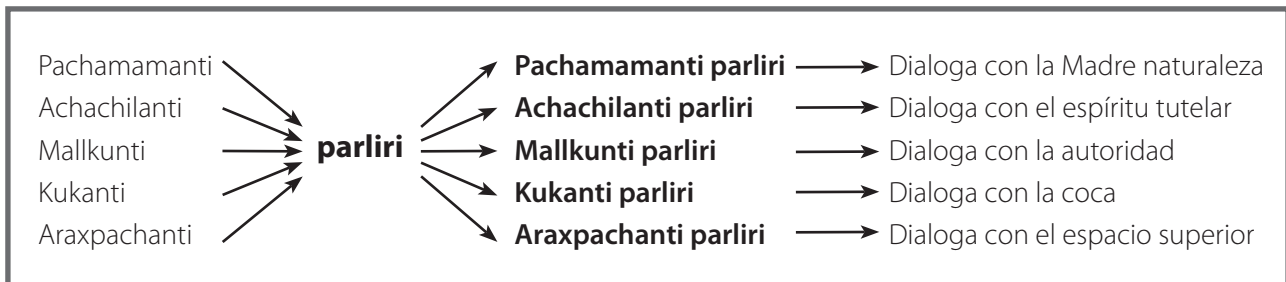 Pachamamanti Pachamamanti parliri Dialoga con la Madre naturaleza
Achachilanti Achachilanti parliri Dialoga con el espíritu tutelar
Mallkunti parliri Mallkunti parliri Dialoga con la autoridad
Kukanti Kukanti parliri Dialoga con la coca
Araxpachanti Araxpachanti parliri Dialoga con el espacio superior